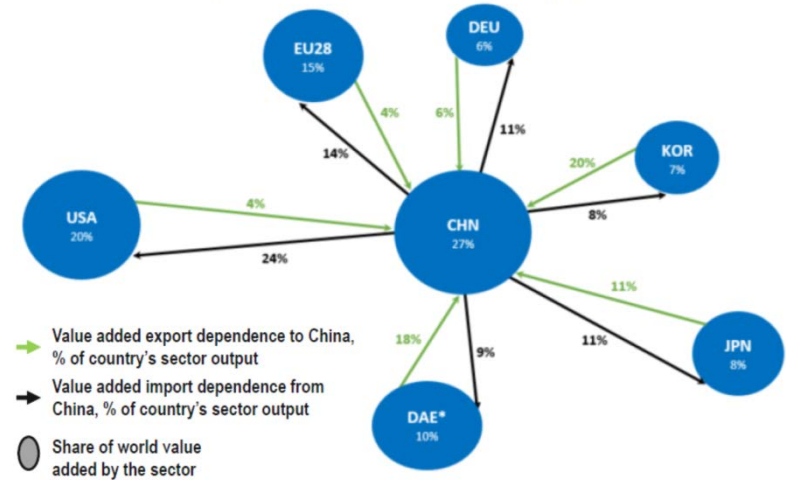 DEU
6%
EU28
15%
4%
6%
11%
14%
KOR
7%
20%
8%
USA
20%
4%
CHN
27%
24%
11%
11%
JPN
8%
18%
9%
DAE*
10%
Value added export dependence to China,
% of country's sector output
Value added import dependence from
China, % of country's sector output
Share of world value
added by the sector